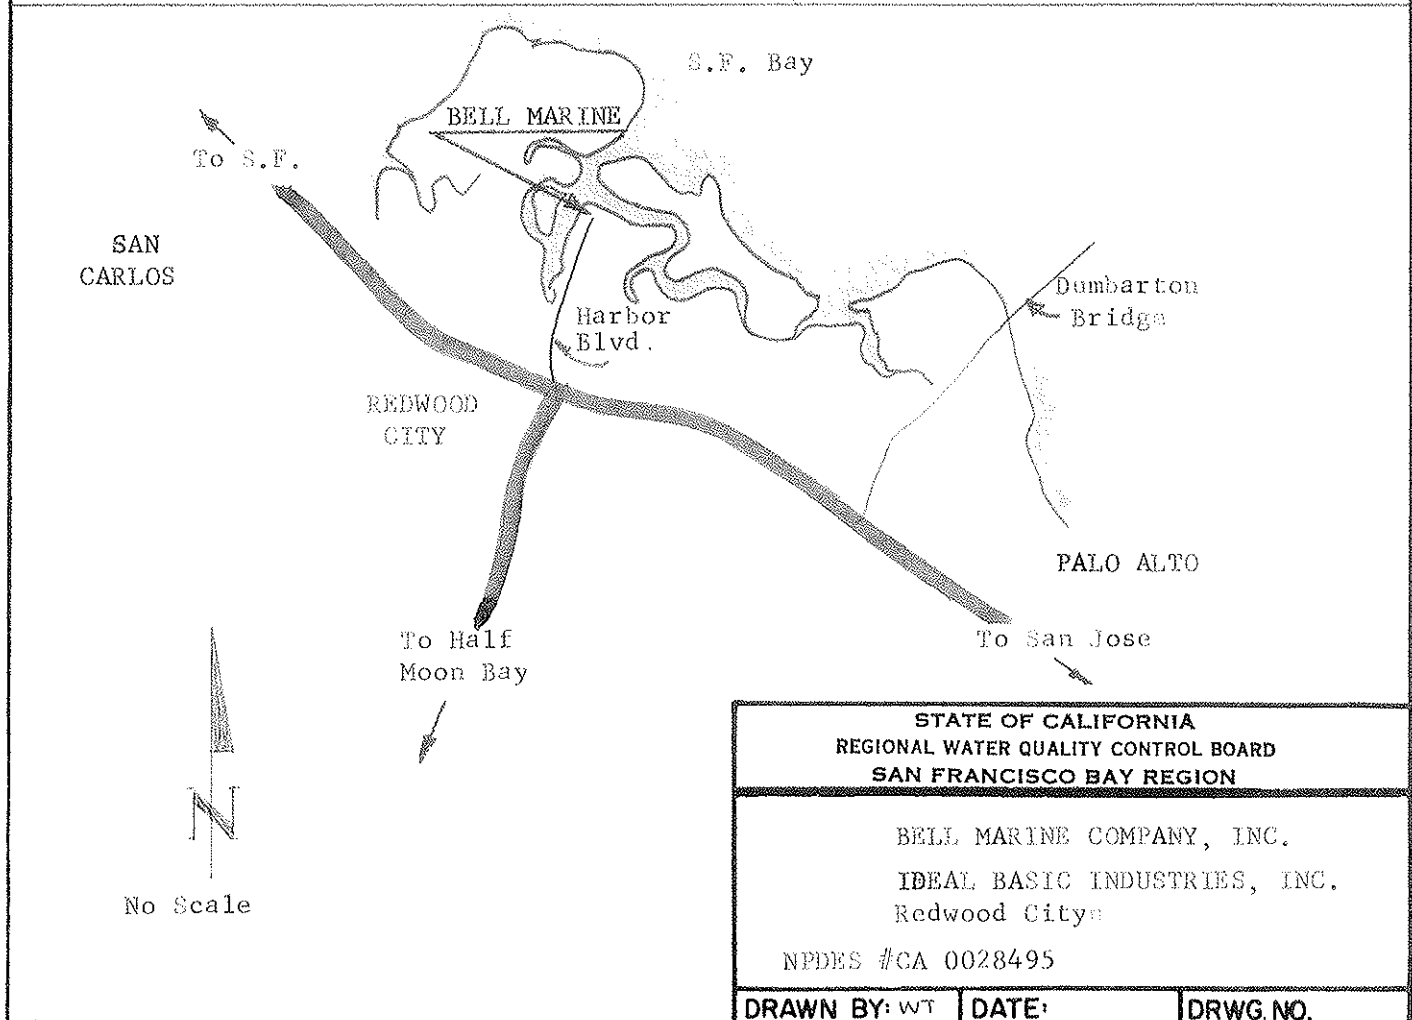 S.F. Bay
BELL MARINE
To S.F.
SAN
CARLOS
Dumbarton
Bridge
Harbor
Blvd.
REDWOOD
CITY
PALO ALTO
To Half
Moon Bay
To San Jose
N
No Scale
STATE OF CALIFORNIA
REGIONAL WATER QUALITY CONTROL BOARD
SAN FRANCISCO BAY REGION
BELL MARINE COMPANY, INC.
IDEAL BASIC INDUSTRIES, INC.
Redwood City
NPDES #CA 0028495
DRAWN BY: WT DATE: DRWG. NO.